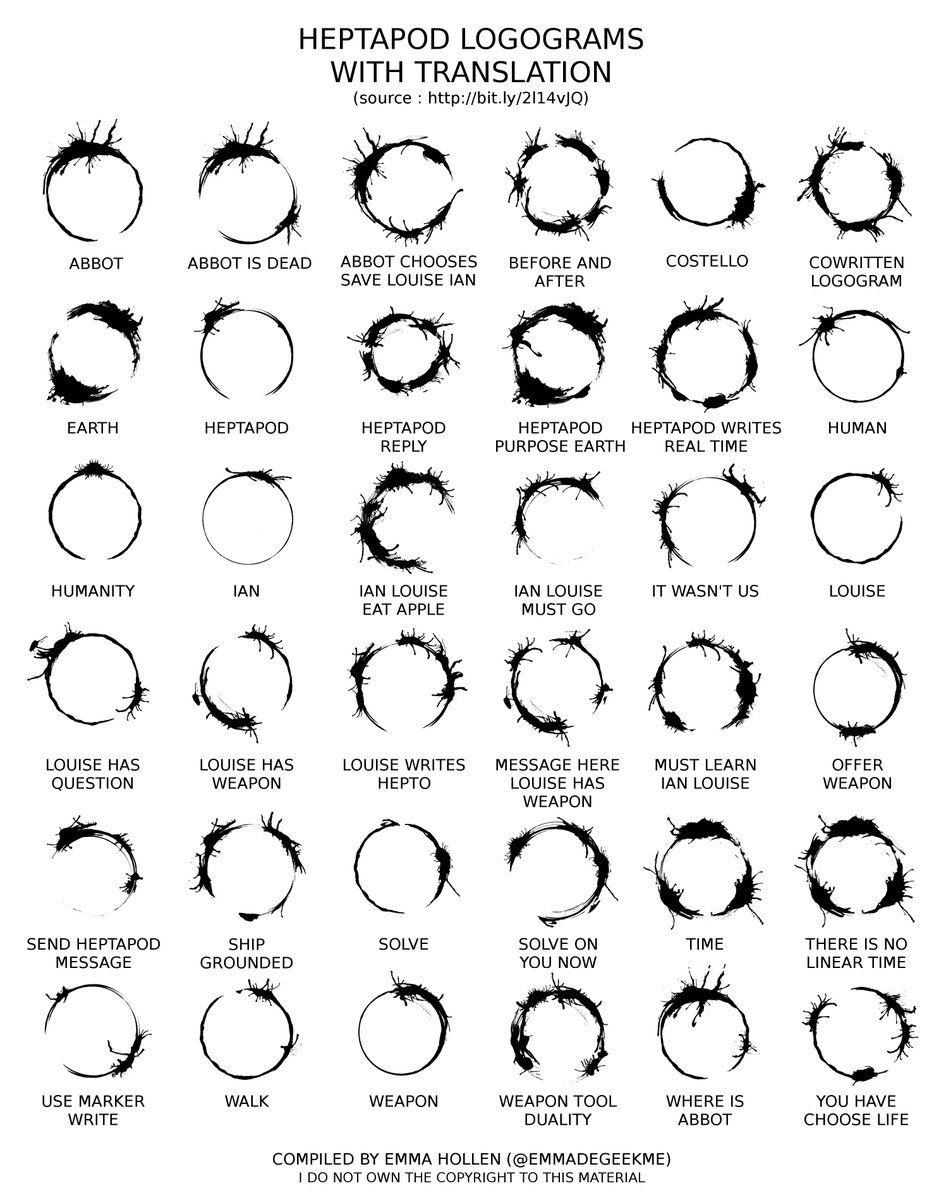 HEPTAPOD LOGOGRAMS
WITH TRANSLATION
(source : http://bit.ly/2l14vJQ)
ABBOT
ABBOT IS DEAD
ABBOT CHOOSES
SAVE LOUISE IAN
BEFORE AND
AFTER
COSTELLO
COWRITTEN
LOGOGRAM
EARTH
HEPTAPOD
HEPTAPOD
REPLY
HEPTAPOD
PURPOSE EARTH
HEPTAPOD WRITES
REAL TIME
HUMAN
HUMANITY
IAN
IAN LOUISE
EAT APPLE
IAN LOUISE
MUST GO
IT WASN'T US
LOUISE
LOUISE HAS
QUESTION
LOUISE HAS
WEAPON
LOUISE WRITES
HEPTO
MESSAGE HERE
LOUISE HAS
WEAPON
MUST LEARN
IAN LOUISE
OFFER
WEAPON
SEND HEPTAPOD
MESSAGE
SHIP
GROUNDED
SOLVE
SOLVE ON
YOU NOW
TIME
THERE IS NO
LINEAR TIME
USE MARKER
WRITE
WALK
WEAPON
WEAPON TOOL
DUALITY
WHERE IS
ABBOT
YOU HAVE
CHOOSE LIFE
COMPILED BY EMMA HOLLEN (@EMMADEGEEKME)
I DO NOT OWN THE COPYRIGHT TO THIS MATERIAL